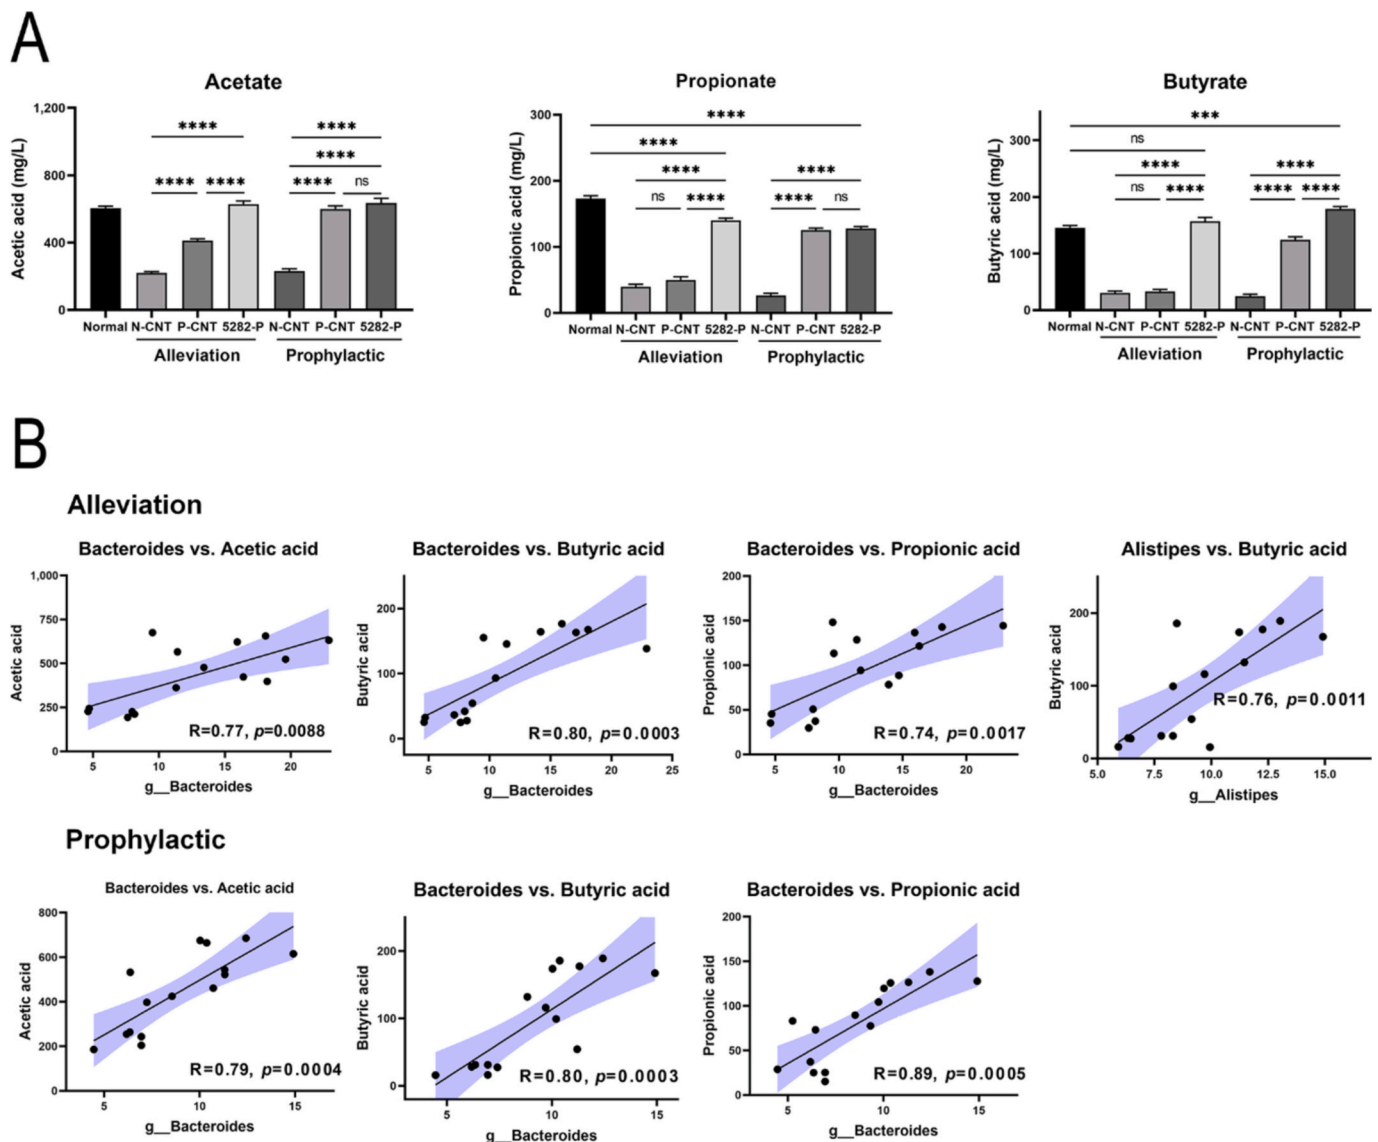 A
Acetate
Acetic acid (mg/L)
1,200
800
400
0
****
****
****
****
****
****
ns
Normal N-CNT P-CNT 5282-P N-CNT P-CNT 5282-P
Alleviation Prophylactic
Propionate
Propionic acid (mg/L)
300
200
100
0
****
****
****
****
ns
****
****
ns
Normal N-CNT P-CNT 5282-P N-CNT P-CNT 5282-P
Alleviation Prophylactic
Butyrate
Butyric acid (mg/L)
300
200
100
0
***
ns
****
****
ns
****
****
****
Normal N-CNT P-CNT 5282-P N-CNT P-CNT 5282-P
Alleviation Prophylactic
B
Alleviation
Bacteroides vs. Acetic acid
Acetic acid
1,000
750
500
250
0
R=0.77, p=0.0088
5 10 15 20
g__Bacteroides
Bacteroides vs. Butyric acid
Butyric acid
200
100
0
R=0.80, p=0.0003
5 10 15 20 25
g__Bacteroides
Bacteroides vs. Propionic acid
Propionic acid
200
150
100
50
0
R=0.74, p=0.0017
5 10 15 20
g__Bacteroides
Alistipes vs. Butyric acid
Butyric acid
200
100
0
R=0.76, p=0.0011
5.0 7.5 10.0 12.5 15.0
g__Alistipes
Prophylactic
Bacteroides vs. Acetic acid
Acetic acid
800
600
400
200
0
R=0.79, p=0.0004
5 10 15
g__Bacteroides
Bacteroides vs. Butyric acid
Butyric acid
200
100
0
R=0.80, p=0.0003
5 10 15
g__Bacteroides
Bacteroides vs. Propionic acid
Propionic acid
200
150
100
50
0
R=0.89, p=0.0005
5 10 15
g__Bacteroides